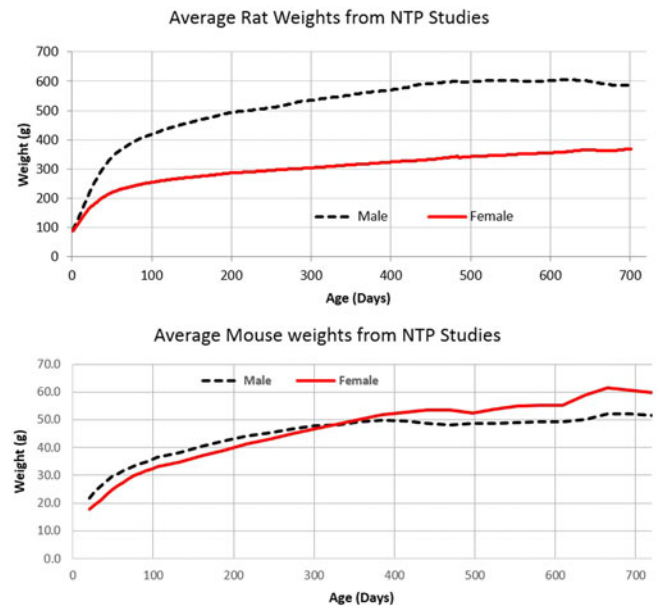 Average Rat Weights from NTP Studies
700
600
500
400
300
200
100
0
Weight (g)
Male
Female
0 100 200 300 400 500 600 700
Age (Days)
Average Mouse weights from NTP Studies
70.0
60.0
50.0
40.0
30.0
20.0
10.0
0.0
Weight (g)
Male
Female
0 100 200 300 400 500 600 700
Age (Days)